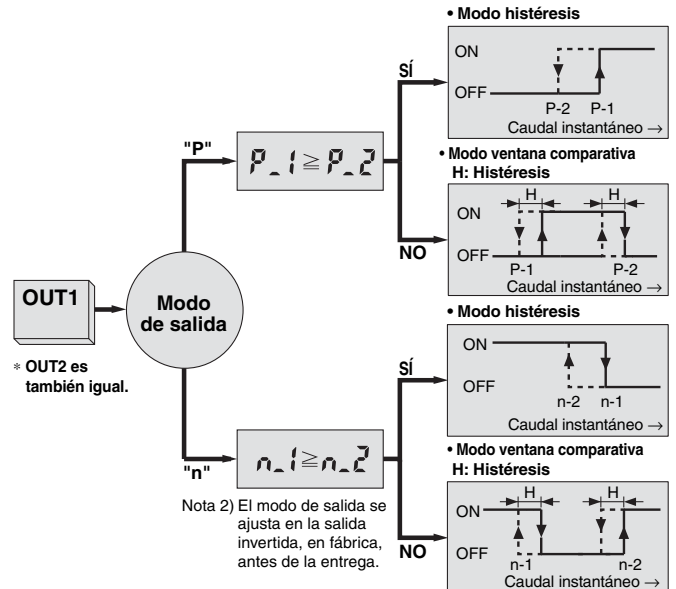 OUT1
* OUT2 es
también igual.
Modo
de salida
"P"
P_1 ≧ P_2
SÍ
• Modo histéresis
ON
OFF
P-2 P-1
Caudal instantáneo →
NO
• Modo ventana comparativa
H: Histéresis
H H
ON
OFF
P-1 P-2
Caudal instantáneo →
"n"
n_1 ≧ n_2
Nota 2) El modo de salida se
ajusta en la salida
invertida, en fábrica,
antes de la entrega.
SÍ
• Modo histéresis
ON
OFF
n-2 n-1
Caudal instantáneo →
NO
• Modo ventana comparativa
H: Histéresis
H H
ON
OFF
n-1 n-2
Caudal instantáneo →